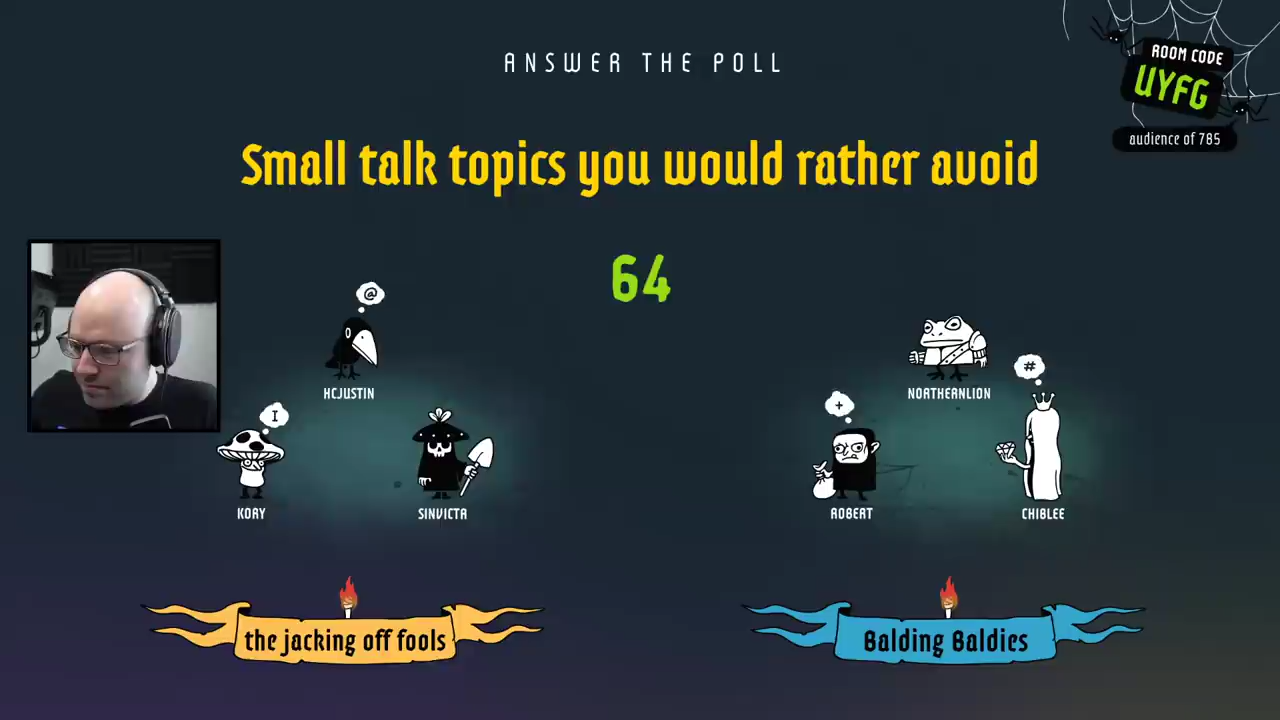 ANSWER THE POLL
ROOM CODE
UYFG
audience of 785
Small talk topics you would rather avoid
64
@
HCJUSTIN
NORTHERNLION
#
I
+
KORY
SINVICTA
ROBERT
CHIBLEE
the jacking off fools
Balding Baldies